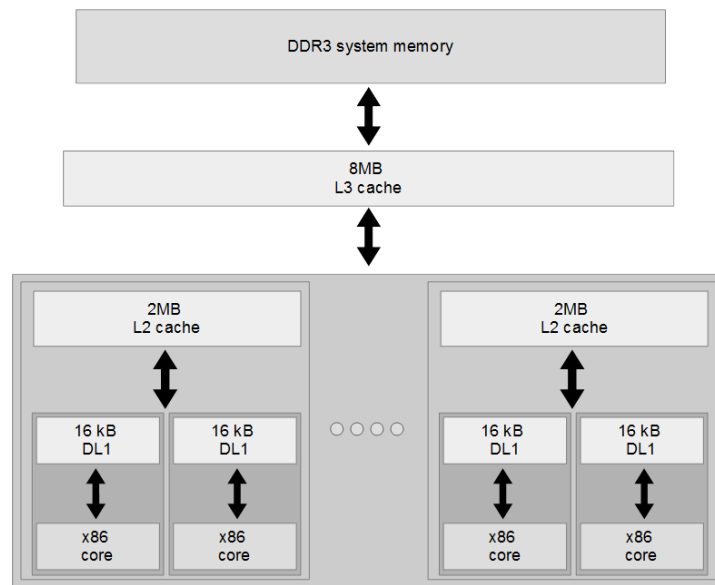 DDR3 system memory
8MB
L3 cache
2MB
L2 cache
2MB
L2 cache
16 kB
DL1
16 kB
DL1
16 kB
DL1
16 kB
DL1
x86
core
x86
core
x86
core
x86
core